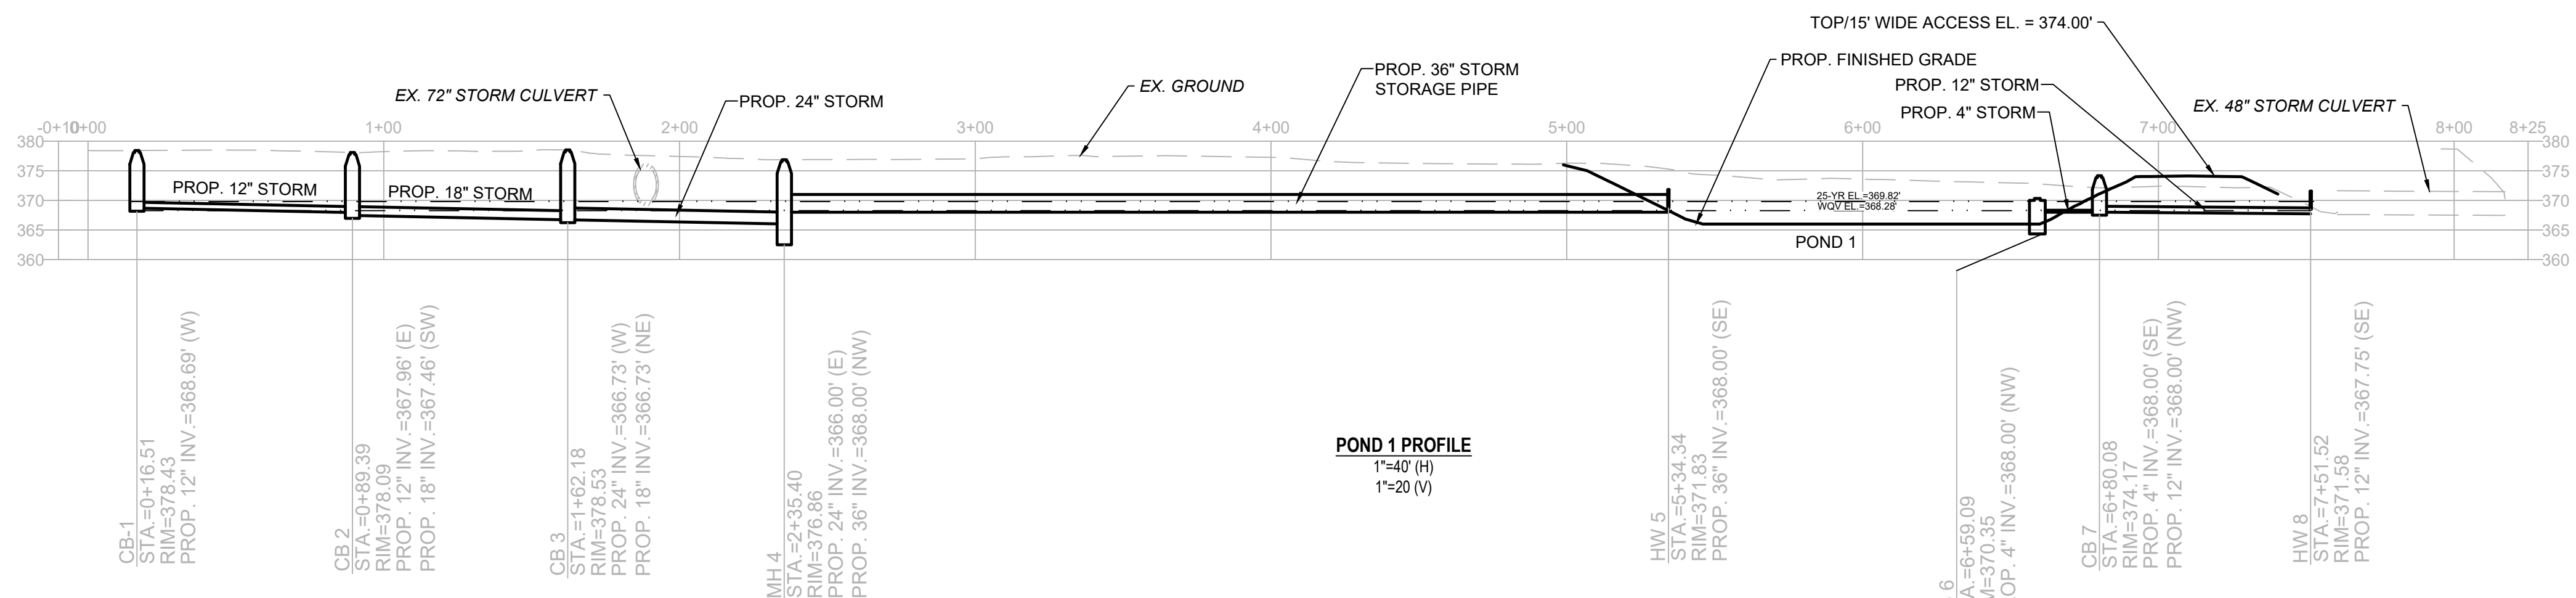 TOP/15' WIDE ACCESS EL. = 374.00'
PROP. FINISHED GRADE
PROP. 36" STORM
STORAGE PIPE
EX. GROUND
PROP. 12" STORM
EX. 72" STORM CULVERT
PROP. 24" STORM
EX. 48" STORM CULVERT
PROP. 4" STORM
-0+10 0+00 1+00 2+00 3+00 4+00 5+00 6+00 7+00 8+00 8+25
380 380
375 375
370 370
365 365
360 360
PROP. 12" STORM
PROP. 18" STORM
25-YR EL.=369.82'
WQV EL.=368.28'
POND 1
CB-1
STA.=0+16.51
RIM=378.43
PROP. 12" INV.=368.69' (W)
CB 2
STA.=0+89.39
RIM=378.09
PROP. 12" INV.=367.96' (E)
PROP. 18" INV.=367.46' (SW)
CB 3
STA.=1+62.18
RIM=378.53
PROP. 24" INV.=366.73' (W)
PROP. 18" INV.=366.73' (NE)
MH 4
STA.=2+35.40
RIM=376.86
PROP. 24" INV.=366.00' (E)
PROP. 36" INV.=368.00' (NW)
POND 1 PROFILE
1"=40' (H)
1"=20 (V)
HW 5
STA.=5+34.34
RIM=371.83
PROP. 36" INV.=368.00' (SE)
6
A.=6+59.09
M=370.35
OP. 4" INV.=368.00' (NW)
CB 7
STA.=6+80.08
RIM=374.17
PROP. 4" INV.=368.00' (SE)
PROP. 12" INV.=368.00' (NW)
HW 8
STA.=7+51.52
RIM=371.58
PROP. 12" INV.=367.75' (SE)